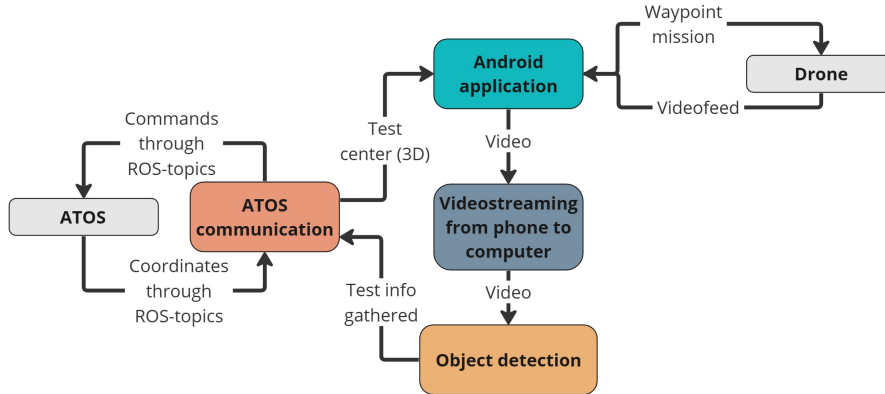 Waypoint
mission
Android
application
Drone
Videofeed
Commands
through
ROS-topics
Test
center (3D)
Video
ATOS
ATOS
communication
Videostreaming
from phone to
computer
Coordinates
through
ROS-topics
Test info
gathered
Video
Object detection